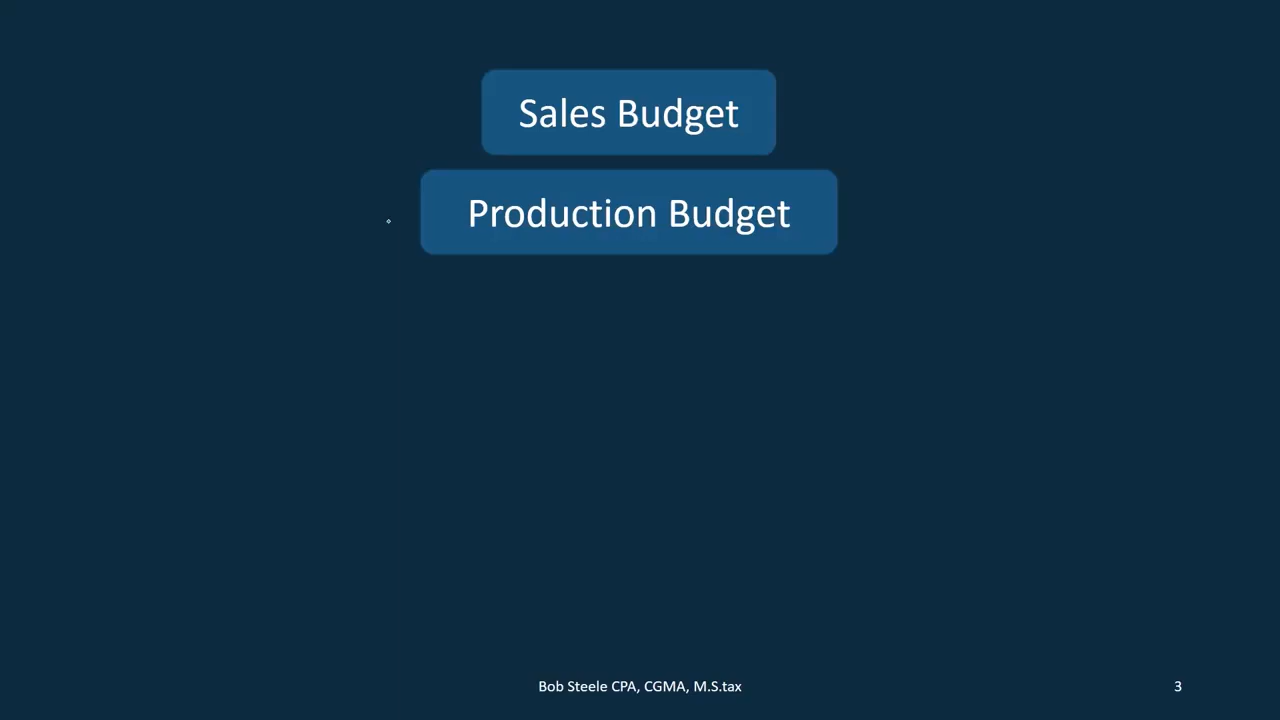 Sales Budget
Production Budget
Bob Steele CPA, CGMA, M.S.tax
3